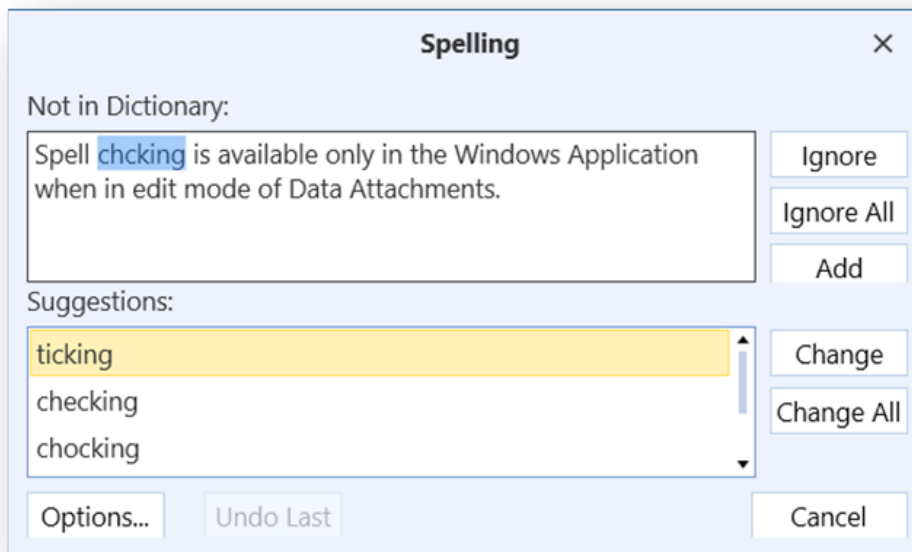 Spelling
Not in Dictionary:
Spell chcking is available only in the Windows Application
when in edit mode of Data Attachments.
Ignore
Ignore All
Add
Suggestions:
ticking
checking
chocking
Change
Change All
Options...
Undo Last
Cancel